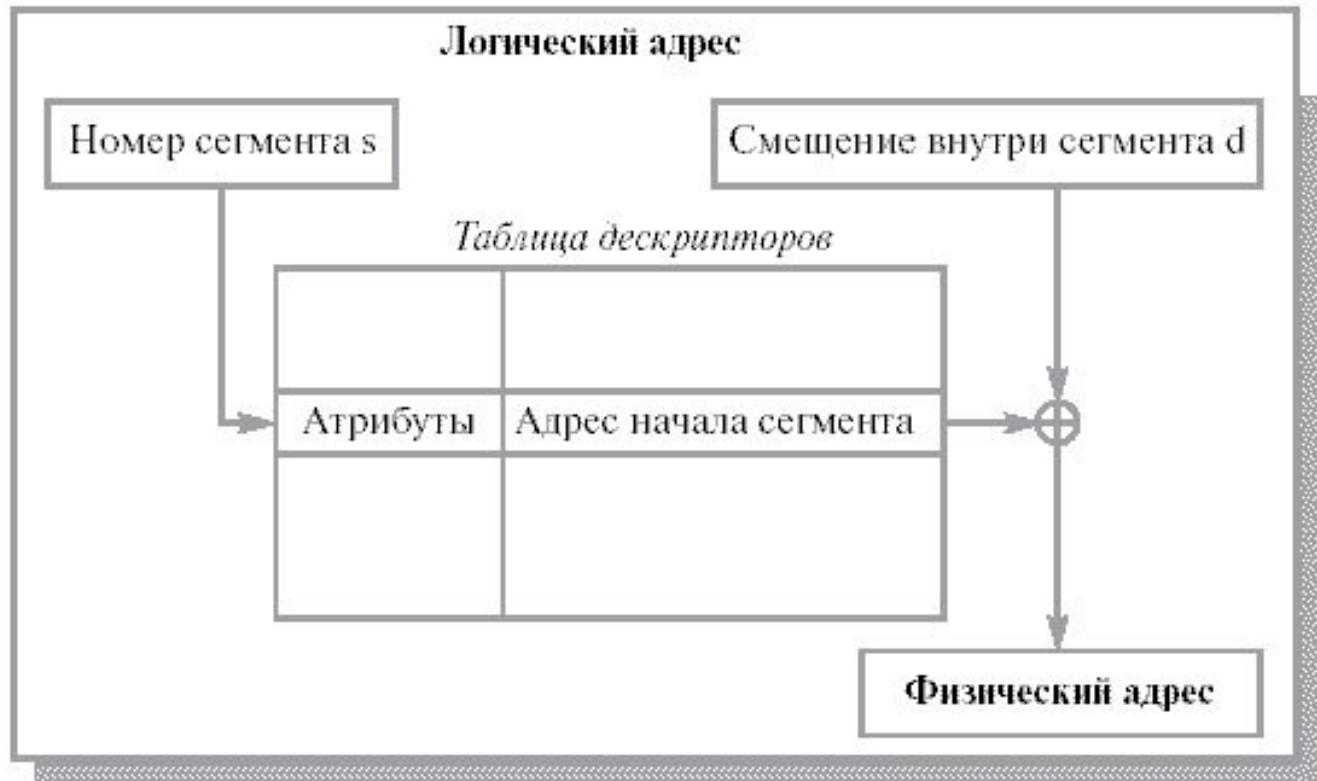 Логический адрес
Номер сегмента s
Смещение внутри сегмента d
Таблица дескрипторов
Атрибуты
Адрес начала сегмента
Физический адрес